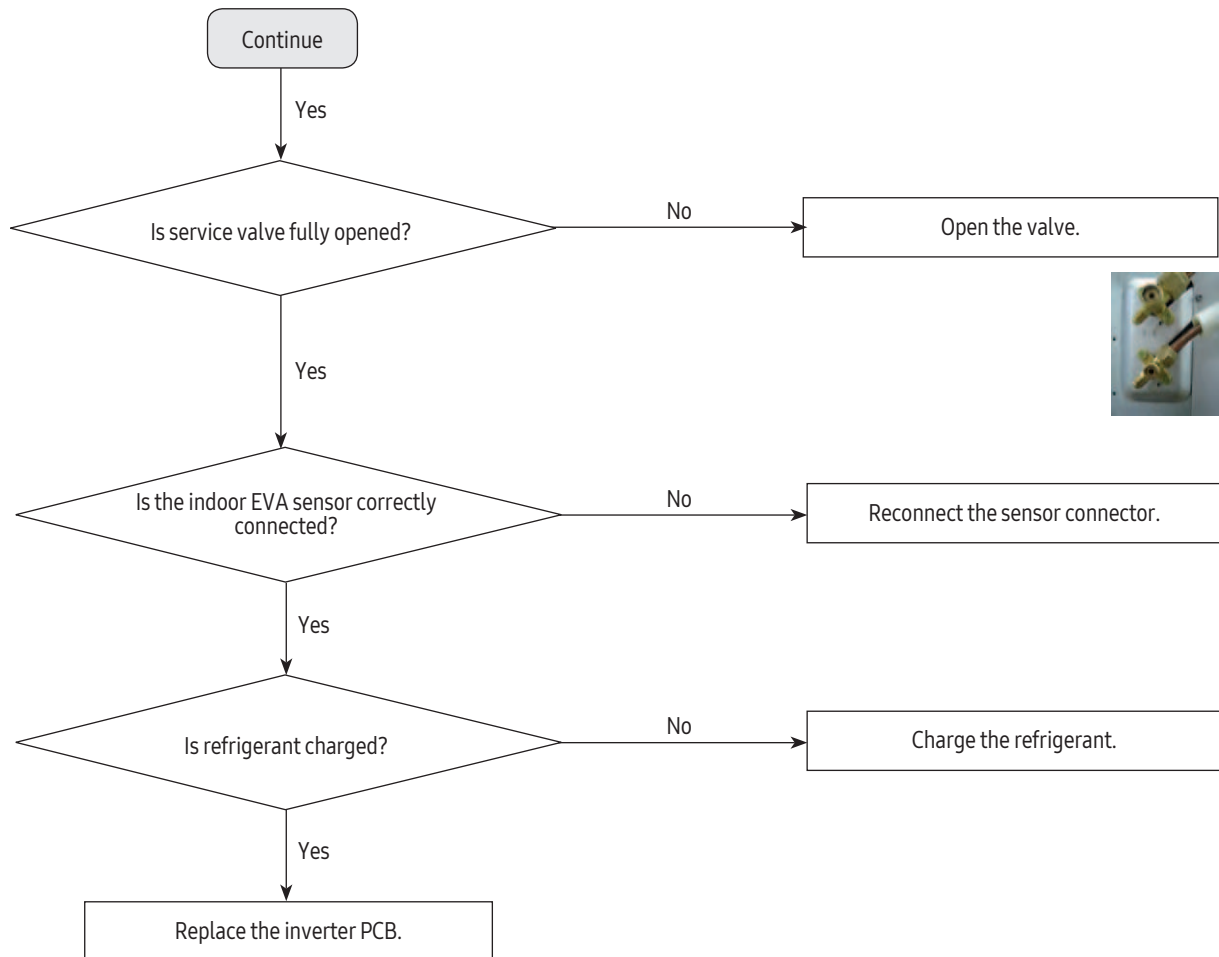 Continue
Yes
Is service valve fully opened?
No
Open the valve.
Yes
Is the indoor EVA sensor correctly
connected?
No
Reconnect the sensor connector.
Yes
Is refrigerant charged?
No
Charge the refrigerant.
Yes
Replace the inverter PCB.